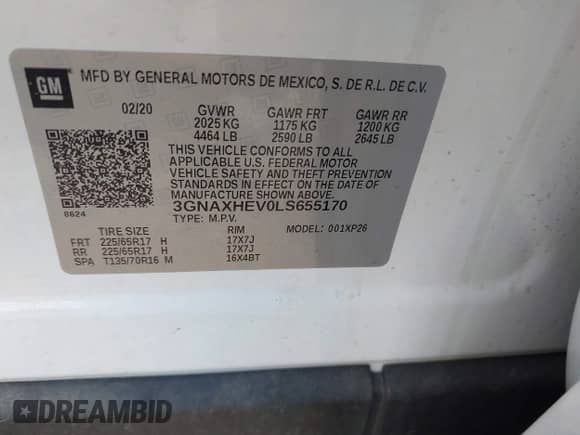 GM
MFD BY GENERAL MOTORS DE MEXICO, S. DE R.L. DE C.V.
02/20 GVWR GAWR FRT GAWR RR
2025 KG 1175 KG 1200 KG
4464 LB 2590 LB 2645 LB
THIS VEHICLE CONFORMS TO ALL
APPLICABLE U.S. FEDERAL MOTOR
VEHICLE SAFETY AND THEFT PREVENTION
STANDARDS IN EFFECT ON THE DATE OF
MANUFACTURE SHOWN ABOVE.
8624 3GNAXHEV0LS655170
TYPE: M.P.V. MODEL: 001XP26
TIRE SIZE RIM
FRT 225/65R17 H 17X7J
RR 225/65R17 H 17X7J
SPA T135/70R16 M 16X4BT
DREAMBID